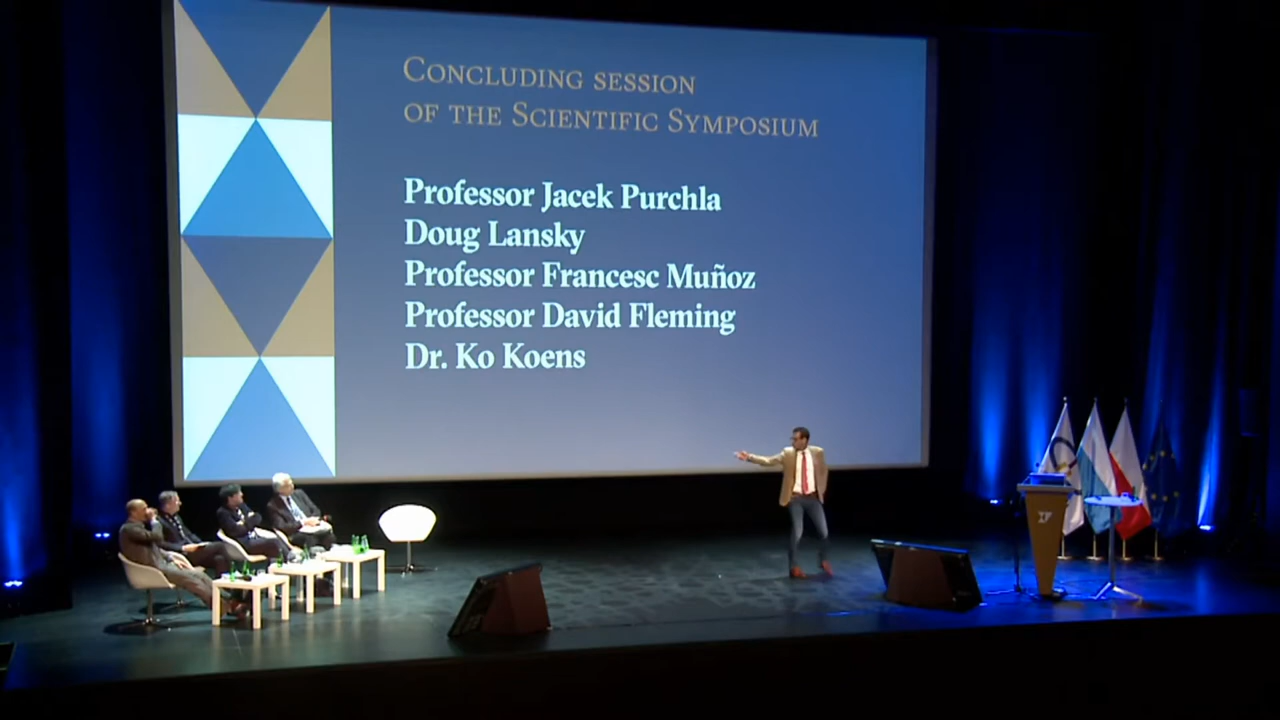 Concluding session
of the Scientific Symposium
Professor Jacek Purchla
Doug Lansky
Professor Francesc Muñoz
Professor David Fleming
Dr. Ko Koens